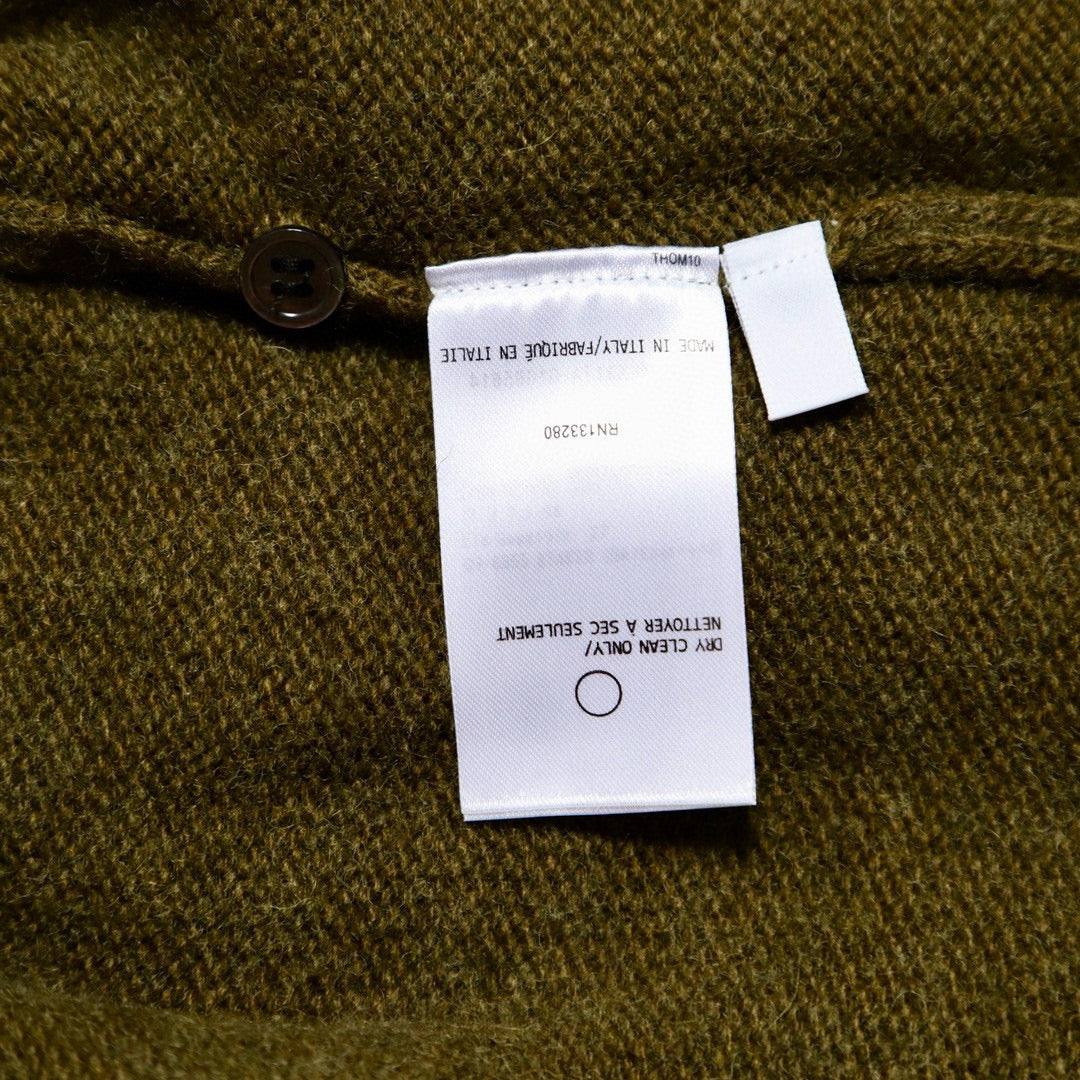 THOM10
MADE IN ITALY/FABRIQUÉ EN ITALIE
RN133280
DRY CLEAN ONLY/
NETTOYER À SEC SEULEMENT